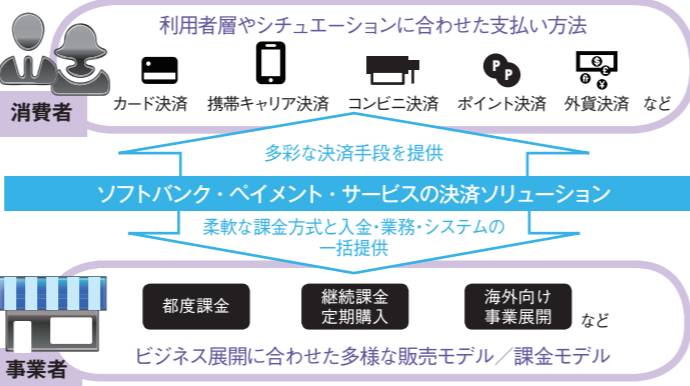 利用者層やシチュエーションに合わせた支払い方法
P P
$ £ ¥
消費者
カード決済 携帯キャリア決済 コンビニ決済 ポイント決済 外貨決済 など
多彩な決済手段を提供
ソフトバンク・ペイメント・サービスの決済ソリューション
柔軟な課金方式と入金・業務・システムの
一括提供
都度課金
継続課金
定期購入
海外向け
事業展開
など
事業者
ビジネス展開に合わせた多様な販売モデル／課金モデル